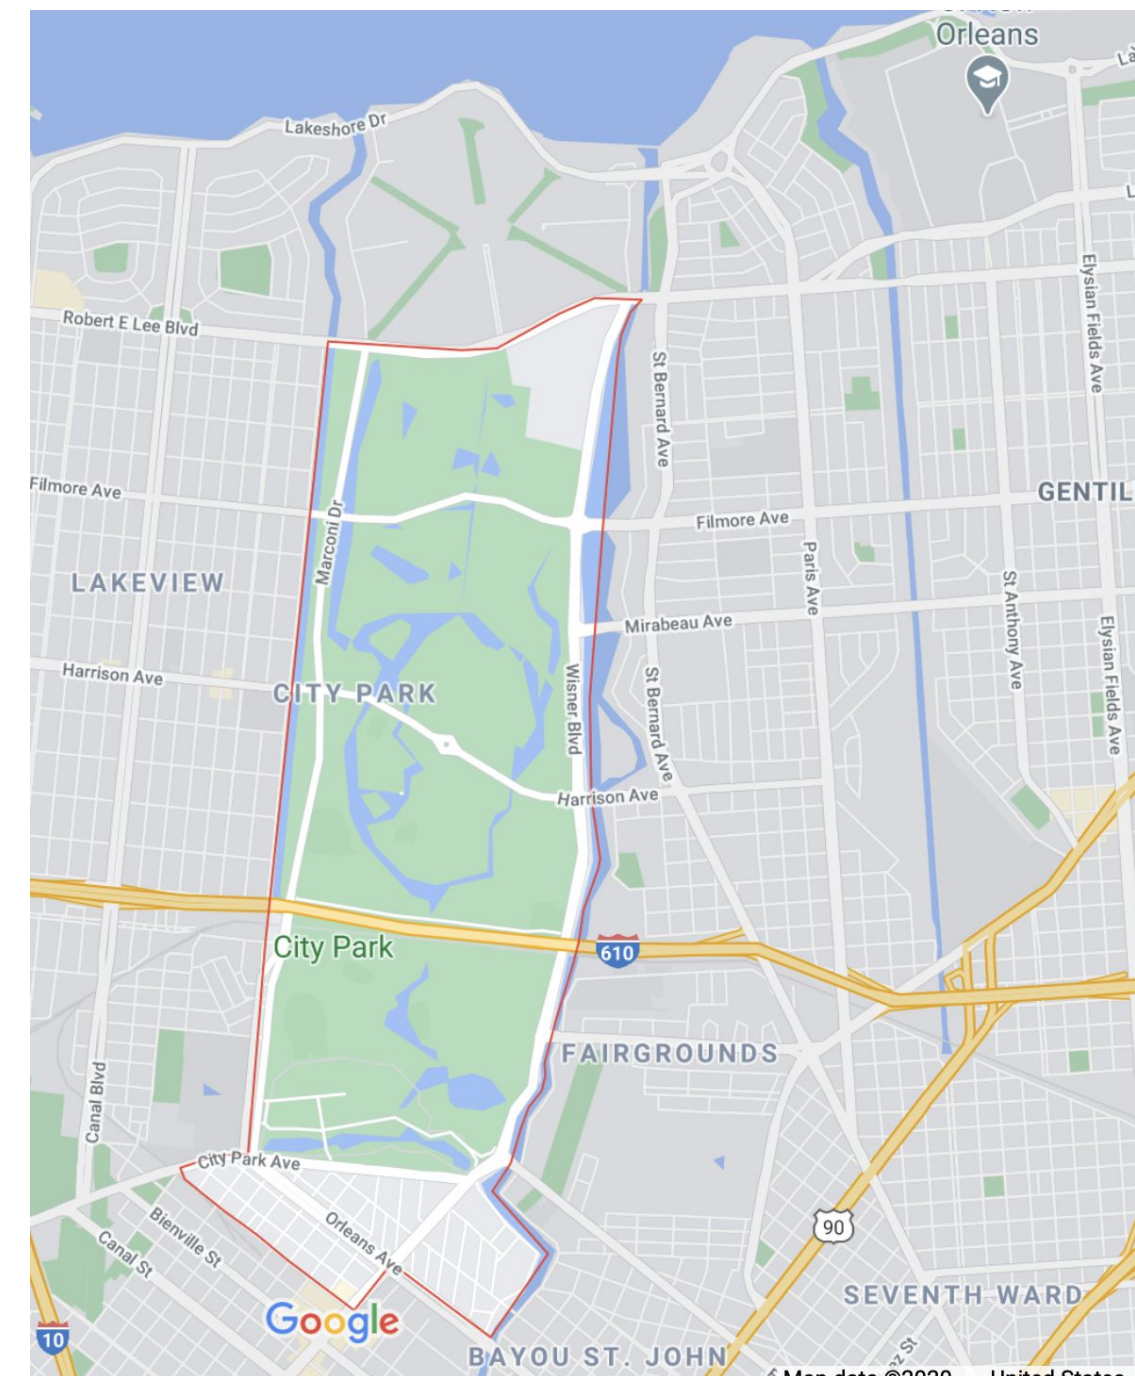 Orleans
Lakeshore Dr
Robert E Lee Blvd
Elysian Fields Ave
St Bernard Ave
Filmore Ave
Marconi Dr
GENTIL
Filmore Ave
Paris Ave
LAKEVIEW
St Anthony Ave
Mirabeau Ave
Elysian Fields Ave
Harrison Ave
CITY PARK
Wisner Blvd
St Bernard Ave
Harrison Ave
City Park
610
FAIRGROUNDS
Canal Blvd
City Park Ave
Bienville St
Orleans Ave
Canal St
90
SEVENTH WARD
Google
10
BAYOU ST. JOHN